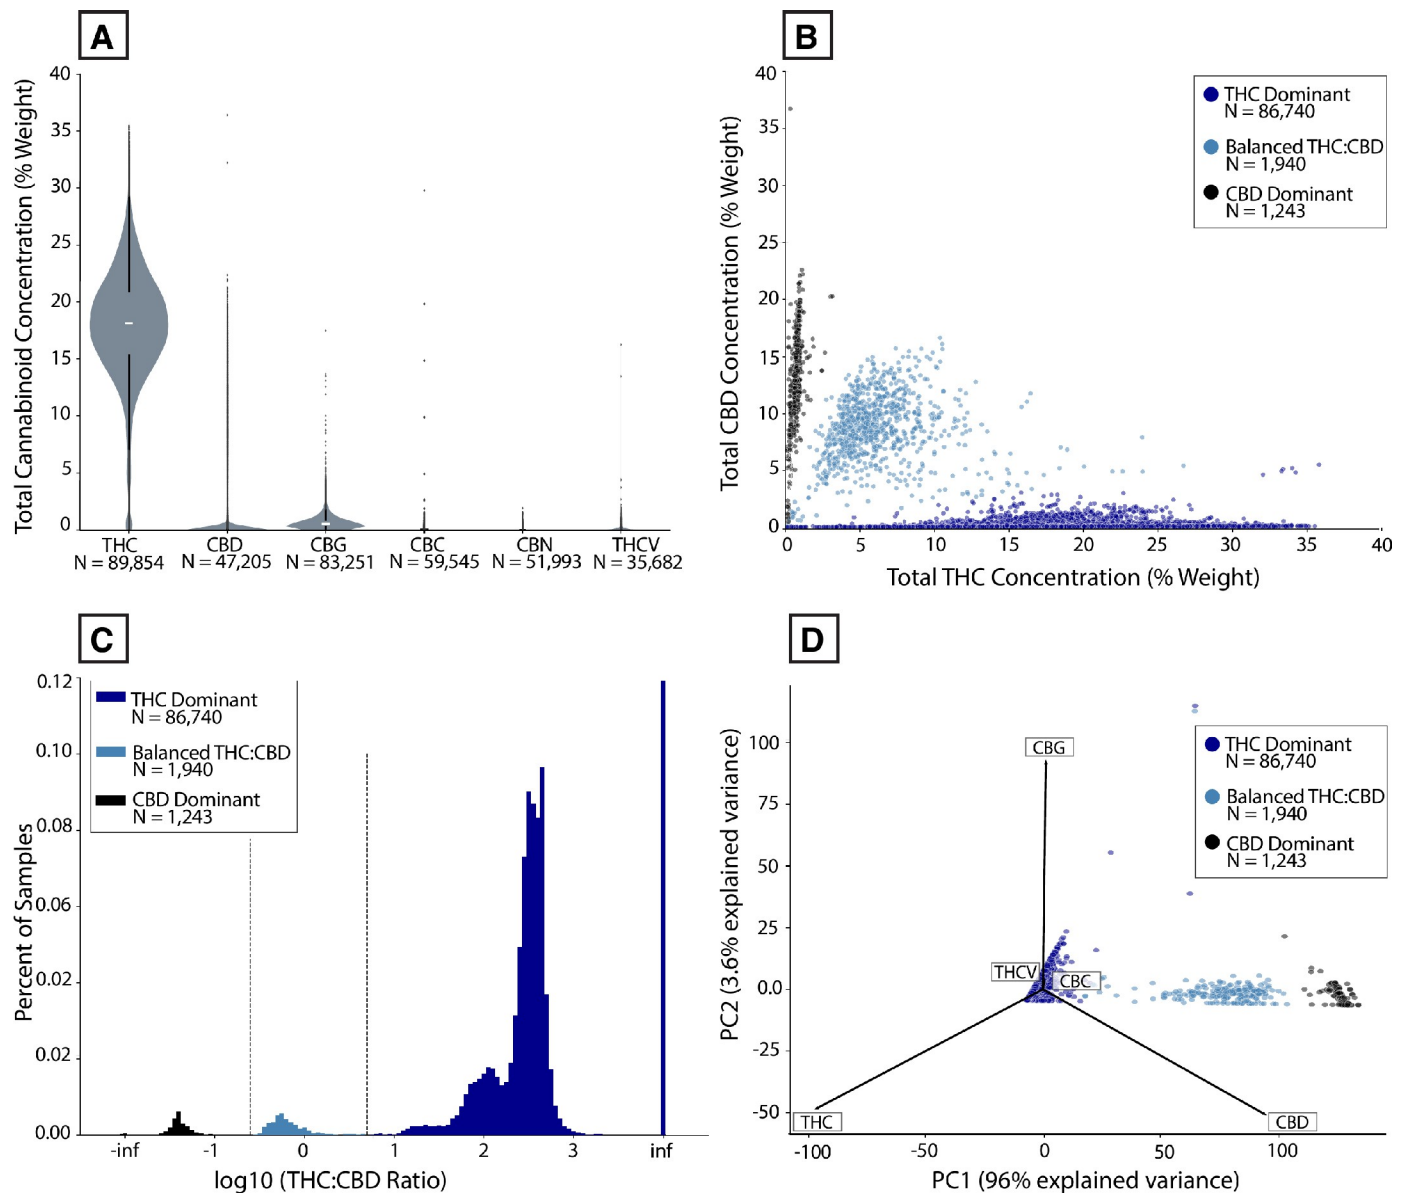 A
Total Cannabinoid Concentration (% Weight)
40
35
30
25
20
15
10
5
0
THC
N = 89,854
CBD
N = 47,205
CBG
N = 83,251
CBC
N = 59,545
CBN
N = 51,993
THCV
N = 35,682
B
Total CBD Concentration (% Weight)
40
35
30
25
20
15
10
5
0
THC Dominant
N = 86,740
Balanced THC:CBD
N = 1,940
CBD Dominant
N = 1,243
0 5 10 15 20 25 30 35 40
Total THC Concentration (% Weight)
C
Percent of Samples
0.12
0.10
0.08
0.06
0.02
0.02
0.00
THC Dominant
N = 86,740
Balanced THC:CBD
N = 1,940
CBD Dominant
N = 1,243
-inf -1 0 1 2 3 inf
log10 (THC:CBD Ratio)
D
PC2 (3.6% explained variance)
100
75
50
25
0.0
-25
-50
THC Dominant
N = 86,740
Balanced THC:CBD
N = 1,940
CBD Dominant
N = 1,243
CBG
THCV
CBC
THC
CBD
-100 -50 0 50 100
PC1 (96% explained variance)